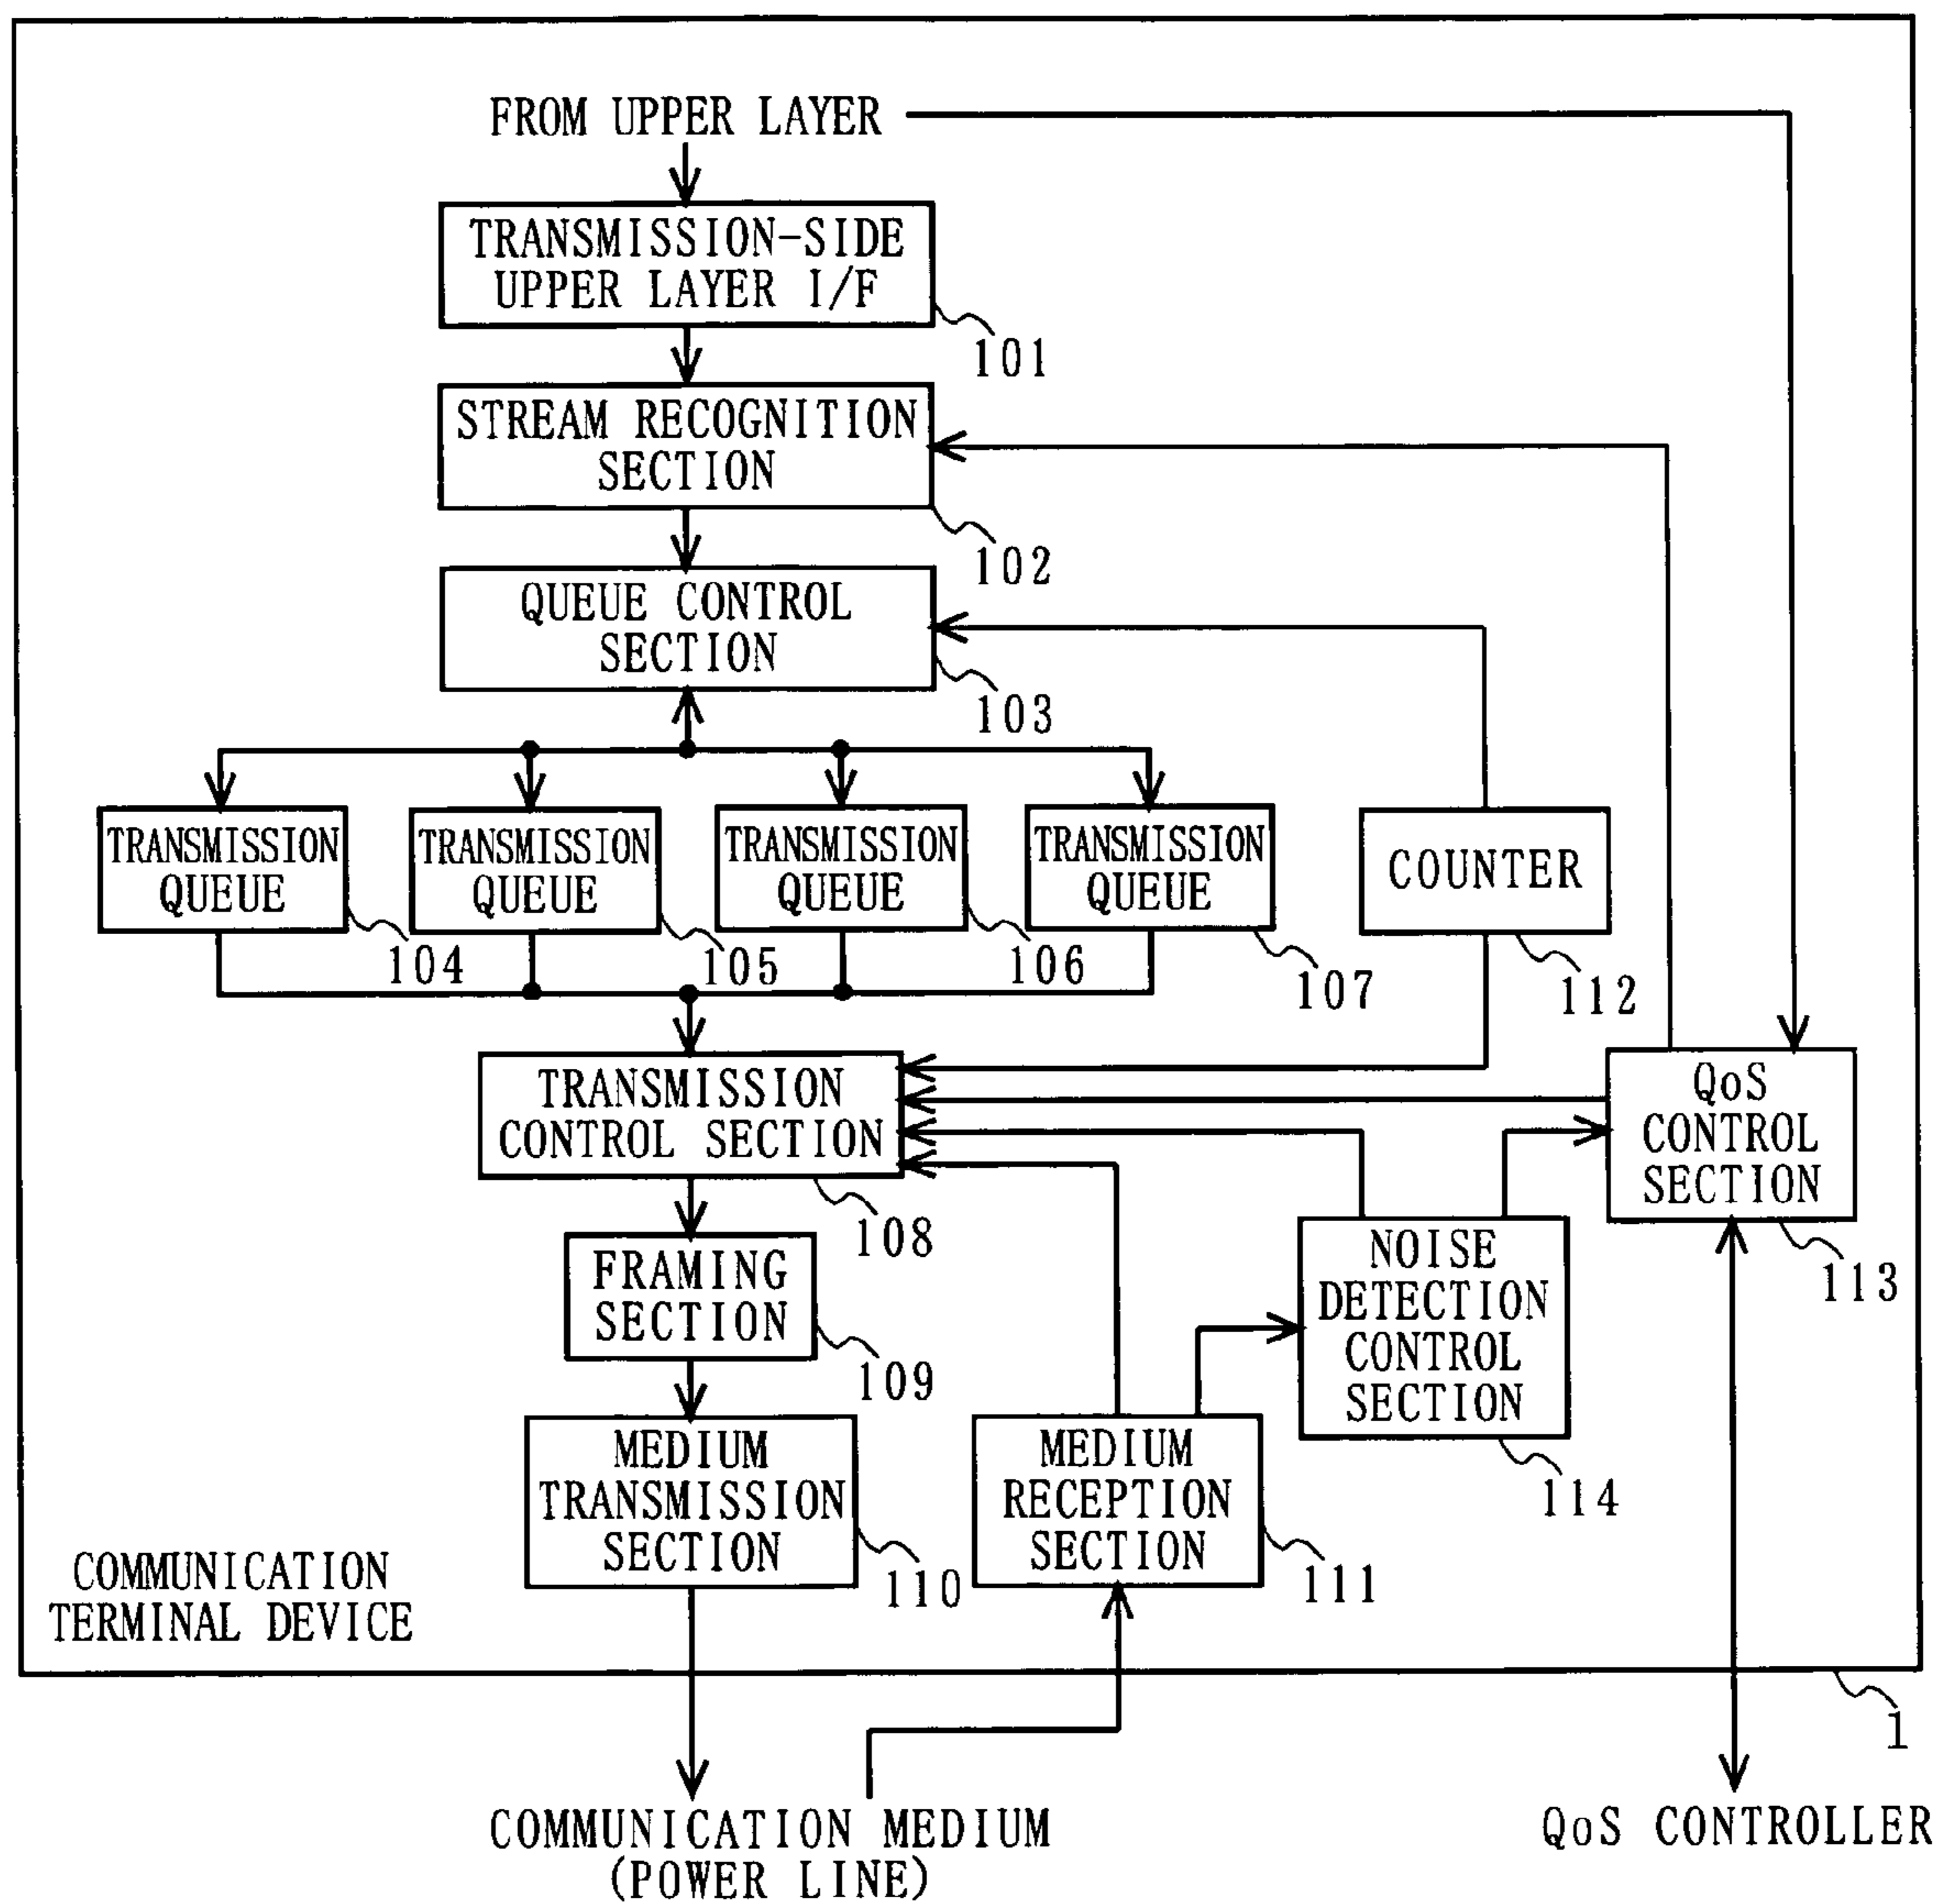 FROM UPPER LAYER
TRANSMISSION-SIDE
UPPER LAYER I/F
101
STREAM RECOGNITION
SECTION
102
QUEUE CONTROL
SECTION
103
TRANSMISSION
QUEUE
104
TRANSMISSION
QUEUE
105
TRANSMISSION
QUEUE
106
TRANSMISSION
QUEUE
107
COUNTER
112
TRANSMISSION
CONTROL SECTION
108
QoS
CONTROL
SECTION
113
FRAMING
SECTION
109
NOISE
DETECTION
CONTROL
SECTION
114
MEDIUM
TRANSMISSION
SECTION
110
MEDIUM
RECEPTION
SECTION
111
COMMUNICATION
TERMINAL DEVICE
1
COMMUNICATION MEDIUM
(POWER LINE)
QoS CONTROLLER